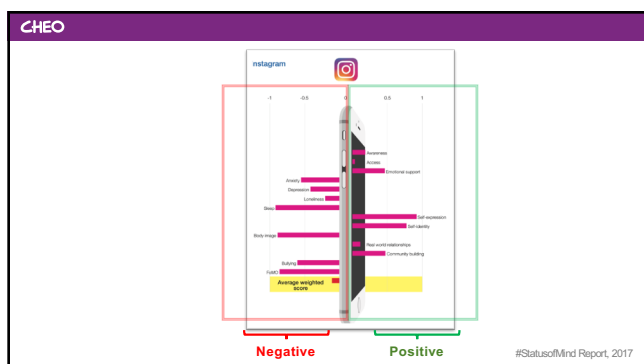 CHEO
nstagram
-1 -0.5 0 0.5 1
Awareness
Access
Emotional support
Anxiety
Depression
Loneliness
Sleep
Self-expression
Self-identity
Body image
Real world relationships
Community building
Bullying
FoMO
Average weighted
score
Negative Positive
#StatusofMind Report, 2017